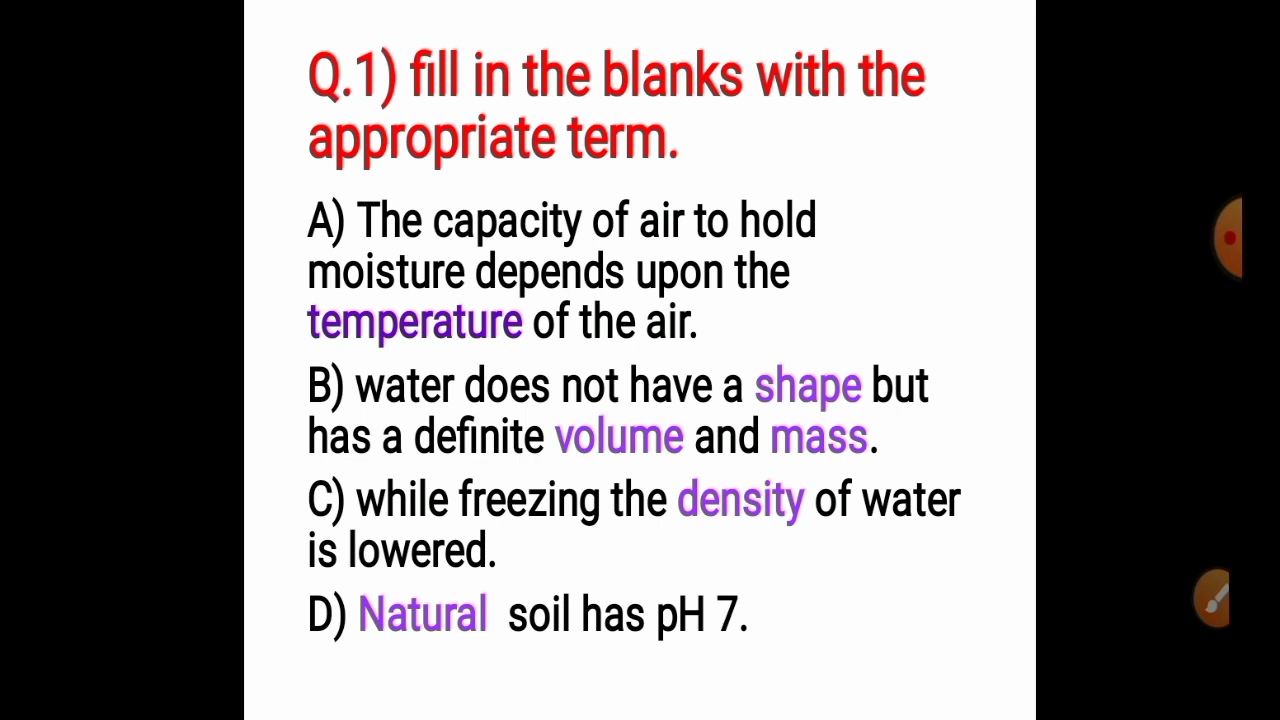 Q.1) fill in the blanks with the
appropriate term.
A) The capacity of air to hold
moisture depends upon the
temperature of the air.
B) water does not have a shape but
has a definite volume and mass.
C) while freezing the density of water
is lowered.
D) Natural soil has pH 7.